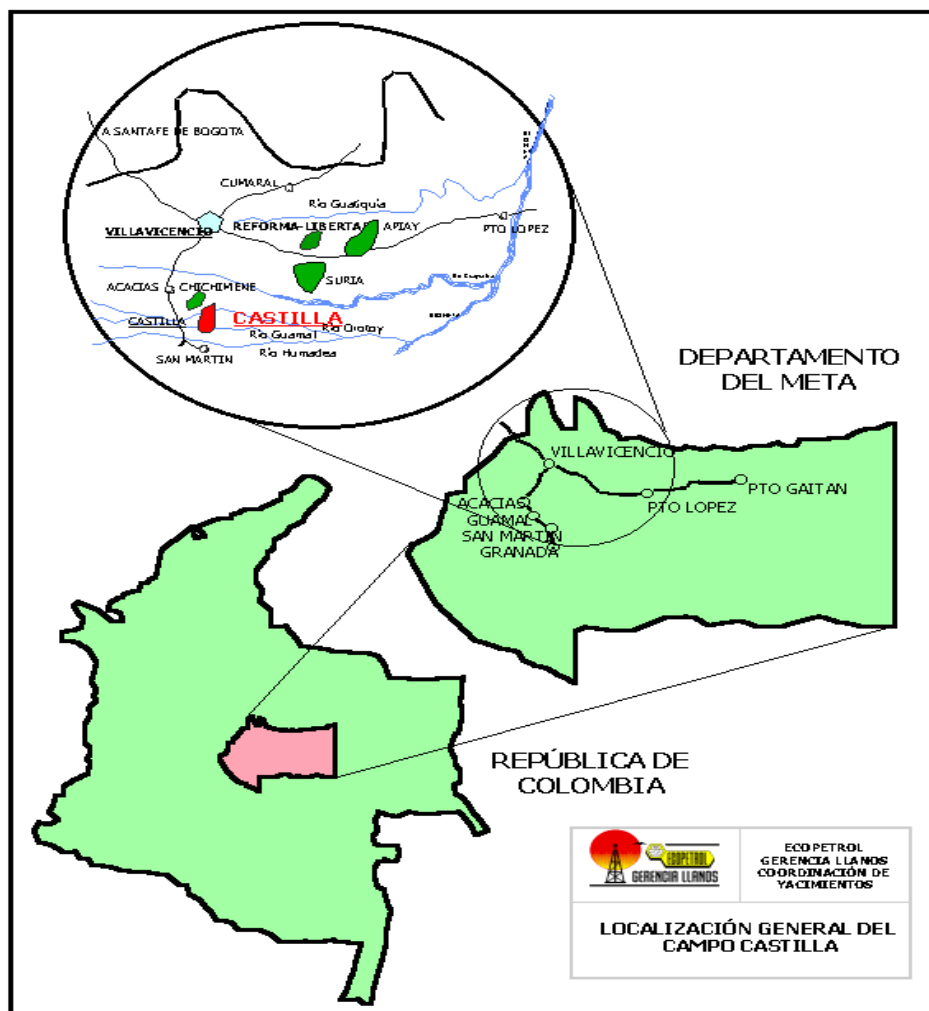 A SANTAFE DE BOGOTA
CUMARAL
Río Guatiquía
VILLAVICENCIO
REFORMA-LIBERTAD
APIAY
PTO LOPEZ
SURIA
ACACIAS
CHICHIMENE
CASTILLA
CASTILLA
Río Orotoy
Río Guamal
SAN MARTIN
Río Humadea
DEPARTAMENTO
DEL META
VILLAVICENCIO
PTO GAITAN
ACACIAS
PTO LOPEZ
GUAMAL
SAN MARTIN
GRANADA
REPÚBLICA DE
COLOMBIA
ECOPETROL
GERENCIA LLANOS
ECOPETROL
GERENCIA LLANOS
COORDINACIÓN DE
YACIMIENTOS
LOCALIZACIÓN GENERAL DEL
CAMPO CASTILLA